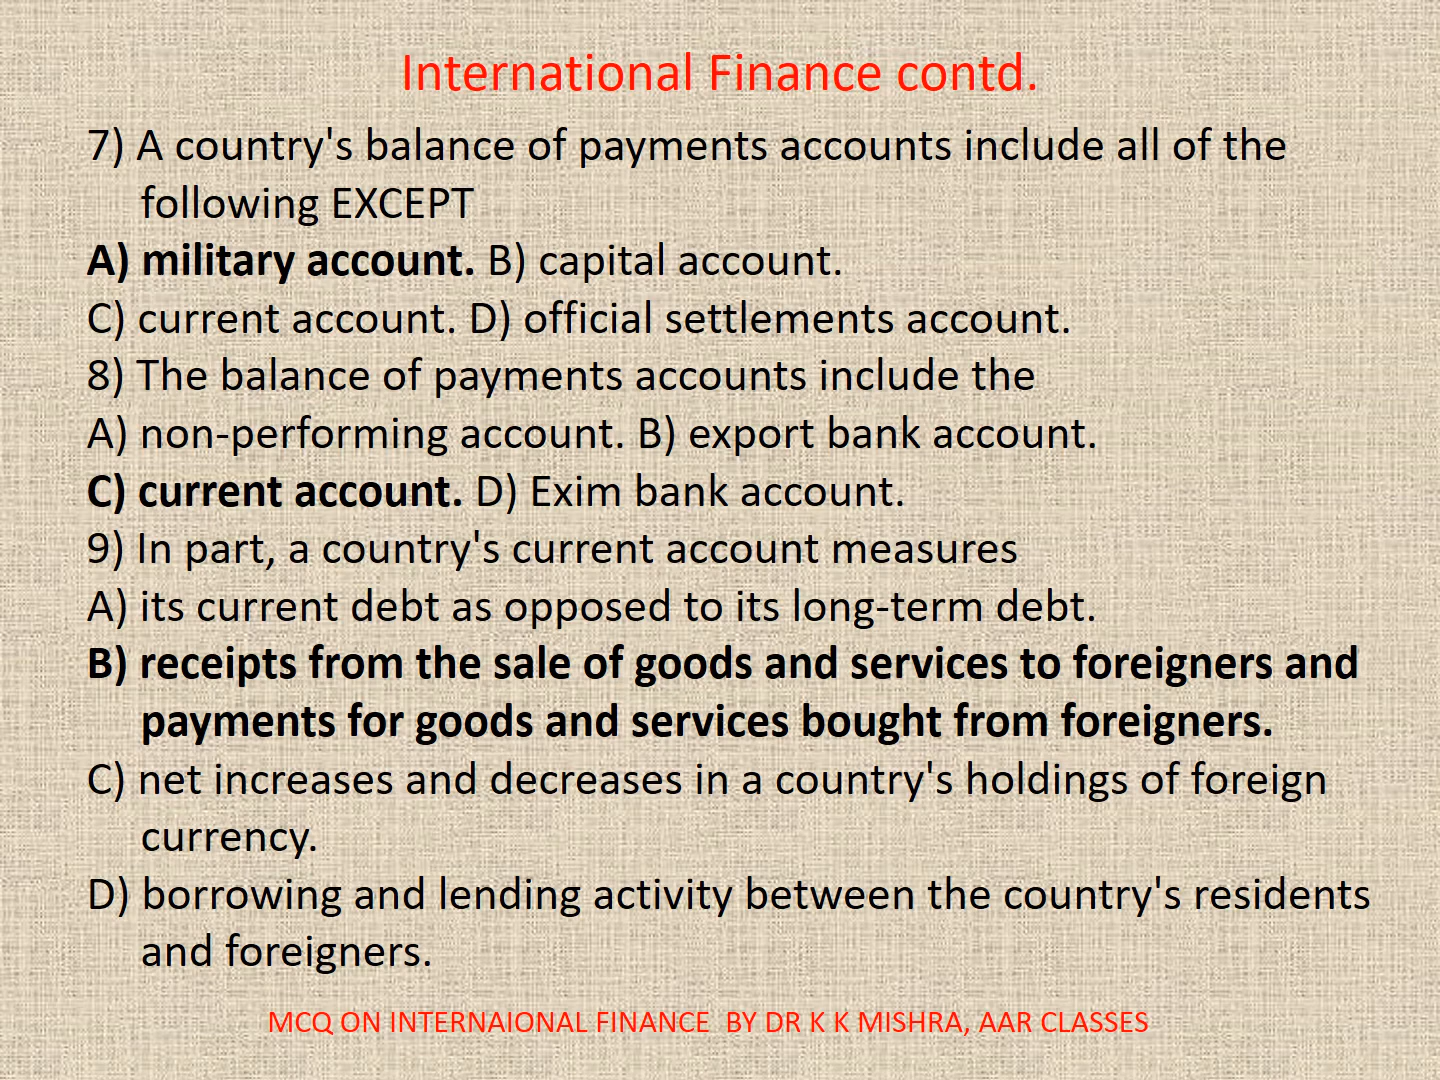 International Finance contd.
7) A country's balance of payments accounts include all of the
following EXCEPT
A) military account. B) capital account.
C) current account. D) official settlements account.
8) The balance of payments accounts include the
A) non-performing account. B) export bank account.
C) current account. D) Exim bank account.
9) In part, a country's current account measures
A) its current debt as opposed to its long-term debt.
B) receipts from the sale of goods and services to foreigners and
payments for goods and services bought from foreigners.
C) net increases and decreases in a country's holdings of foreign
currency.
D) borrowing and lending activity between the country's residents
and foreigners.
MCQ ON INTERNAIONAL FINANCE BY DR K K MISHRA, AAR CLASSES